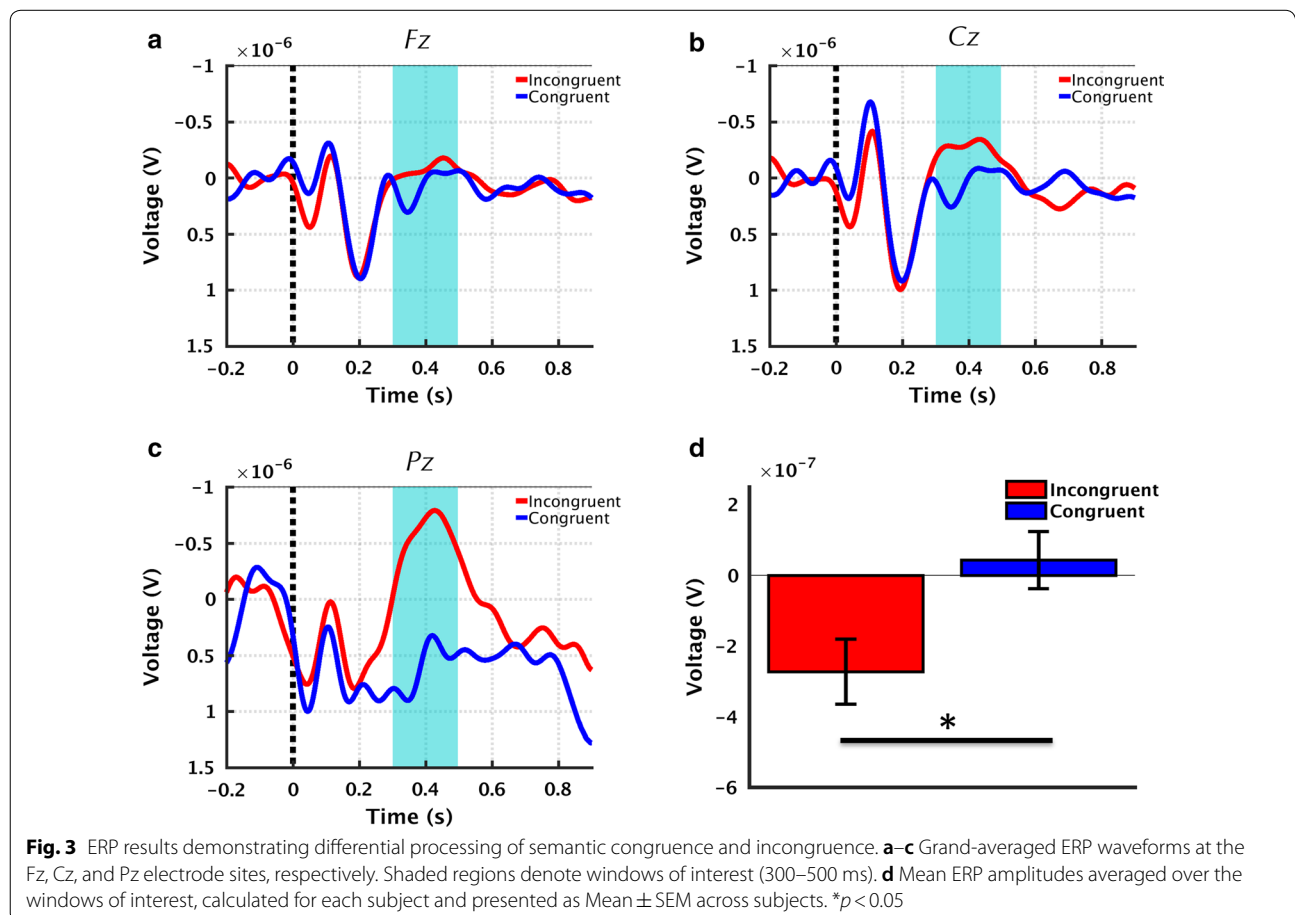 a
×10⁻⁶
Fz
-1
-0.5
0
0.5
1
1.5
Voltage (V)
Incongruent
Congruent
-0.2 0 0.2 0.4 0.6 0.8
Time (s)
b
×10⁻⁶
Cz
-1
-0.5
0
0.5
1
1.5
Voltage (V)
Incongruent
Congruent
-0.2 0 0.2 0.4 0.6 0.8
Time (s)
c
×10⁻⁶
Pz
-1
-0.5
0
0.5
1
1.5
Voltage (V)
Incongruent
Congruent
-0.2 0 0.2 0.4 0.6 0.8
Time (s)
d
×10⁻⁷
2
0
-2
-4
-6
Voltage (V)
Incongruent
Congruent
*
Fig. 3 ERP results demonstrating differential processing of semantic congruence and incongruence. a–c Grand-averaged ERP waveforms at the
Fz, Cz, and Pz electrode sites, respectively. Shaded regions denote windows of interest (300–500 ms). d Mean ERP amplitudes averaged over the
windows of interest, calculated for each subject and presented as Mean ± SEM across subjects. *p < 0.05